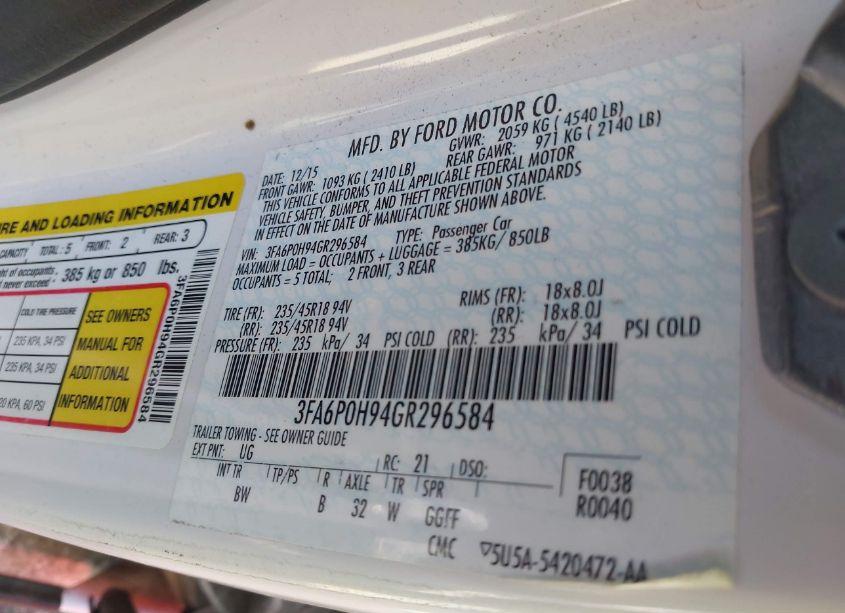 MFD. BY FORD MOTOR CO.
DATE: 12/15 GVWR: 2059 KG ( 4540 LB)
FRONT GAWR: 1093 KG ( 2410 LB) REAR GAWR: 971 KG ( 2140 LB)
THIS VEHICLE CONFORMS TO ALL APPLICABLE FEDERAL MOTOR
VEHICLE SAFETY, BUMPER, AND THEFT PREVENTION STANDARDS
IN EFFECT ON THE DATE OF MANUFACTURE SHOWN ABOVE.
VIN: 3FA6P0H94GR296584 TYPE: Passenger Car
MAXIMUM LOAD = OCCUPANTS + LUGGAGE = 385KG/ 850LB
OCCUPANTS = 5 TOTAL; 2 FRONT, 3 REAR
TIRE (FR): 235/45R18 94V RIMS (FR): 18x8.0J
(RR): 235/45R18 94V (RR): 18x8.0J
PRESSURE (FR): 235 kPa/ 34 PSI COLD (RR): 235 kPa/ 34 PSI COLD
3FA6P0H94GR296584
TRAILER TOWING - SEE OWNER GUIDE
EXT PNT: UG RC: 21 DSO:
INT TR TP/PS R AXLE TR SPR
BW B 32 W GGFF
F0038
R0040
CMC ▽5U5A-5420472-AA
AND LOADING INFORMATION
CAPACITY TOTAL: 5 FRONT: 2 REAR: 3
of occupants
never exceed: 385 kg or 850 lbs.
COLD TIRE PRESSURE
235 KPA, 34 PSI
235 KPA, 34 PSI
KPA, 60 PSI
SEE OWNERS
MANUAL FOR
ADDITIONAL
INFORMATION
3FA6P0H94GR296584